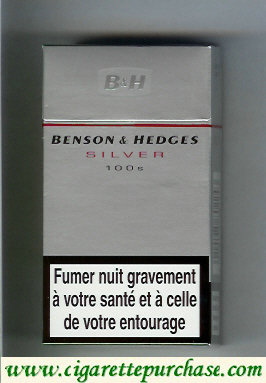 B&H
BENSON & HEDGES
SILVER
100s
Fumer nuit gravement
à votre santé et à celle
de votre entourage
www.cigarettepurchase.com